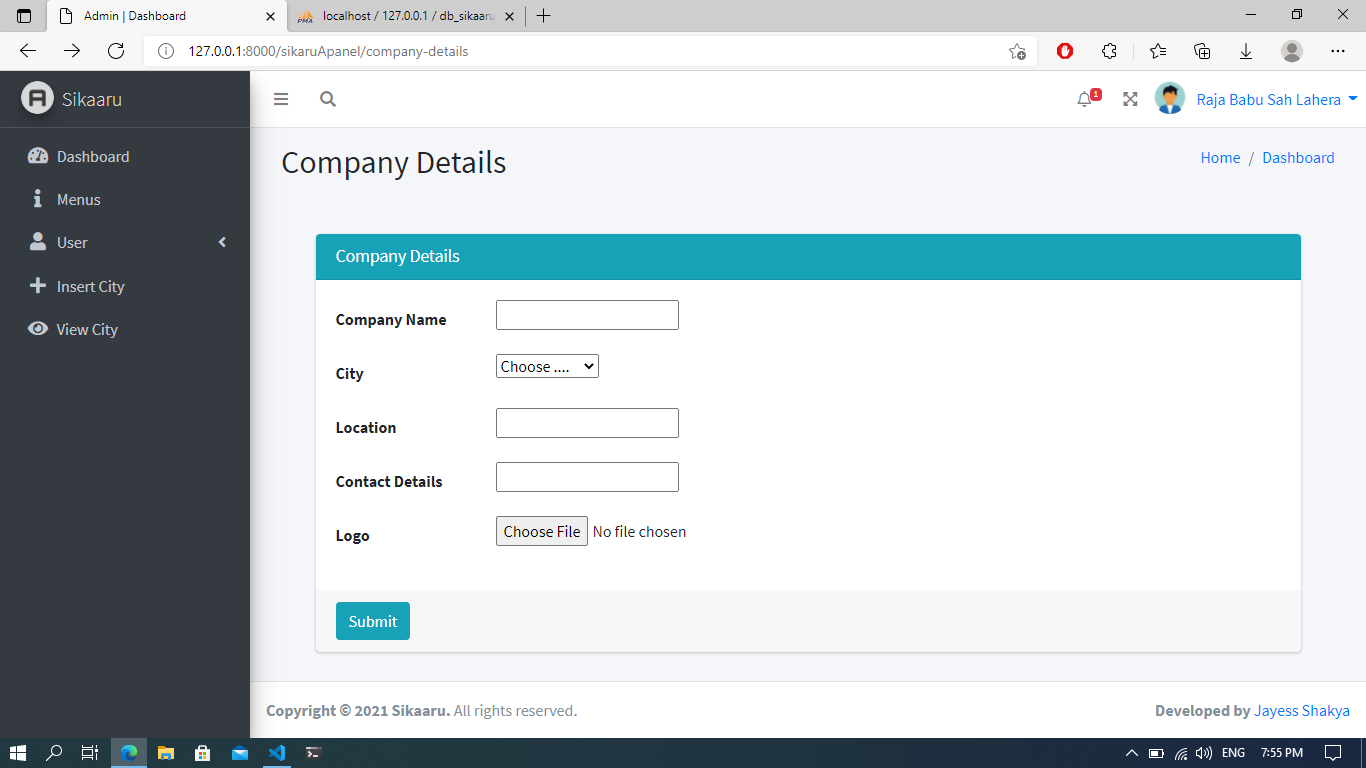 Admin | Dashboard
localhost / 127.0.0.1 / db_sikaaru
127.0.0.1:8000/sikaruApanel/company-details
Sikaaru
1
Raja Babu Sah Lahera
Dashboard
Menus
User
Insert City
View City
Company Details
Home / Dashboard
Company Details
Company Name
City
Choose ....
Location
Contact Details
Logo
Choose File No file chosen
Submit
Copyright © 2021 Sikaaru. All rights reserved.
Developed by Jayess Shakya
ENG
7:55 PM